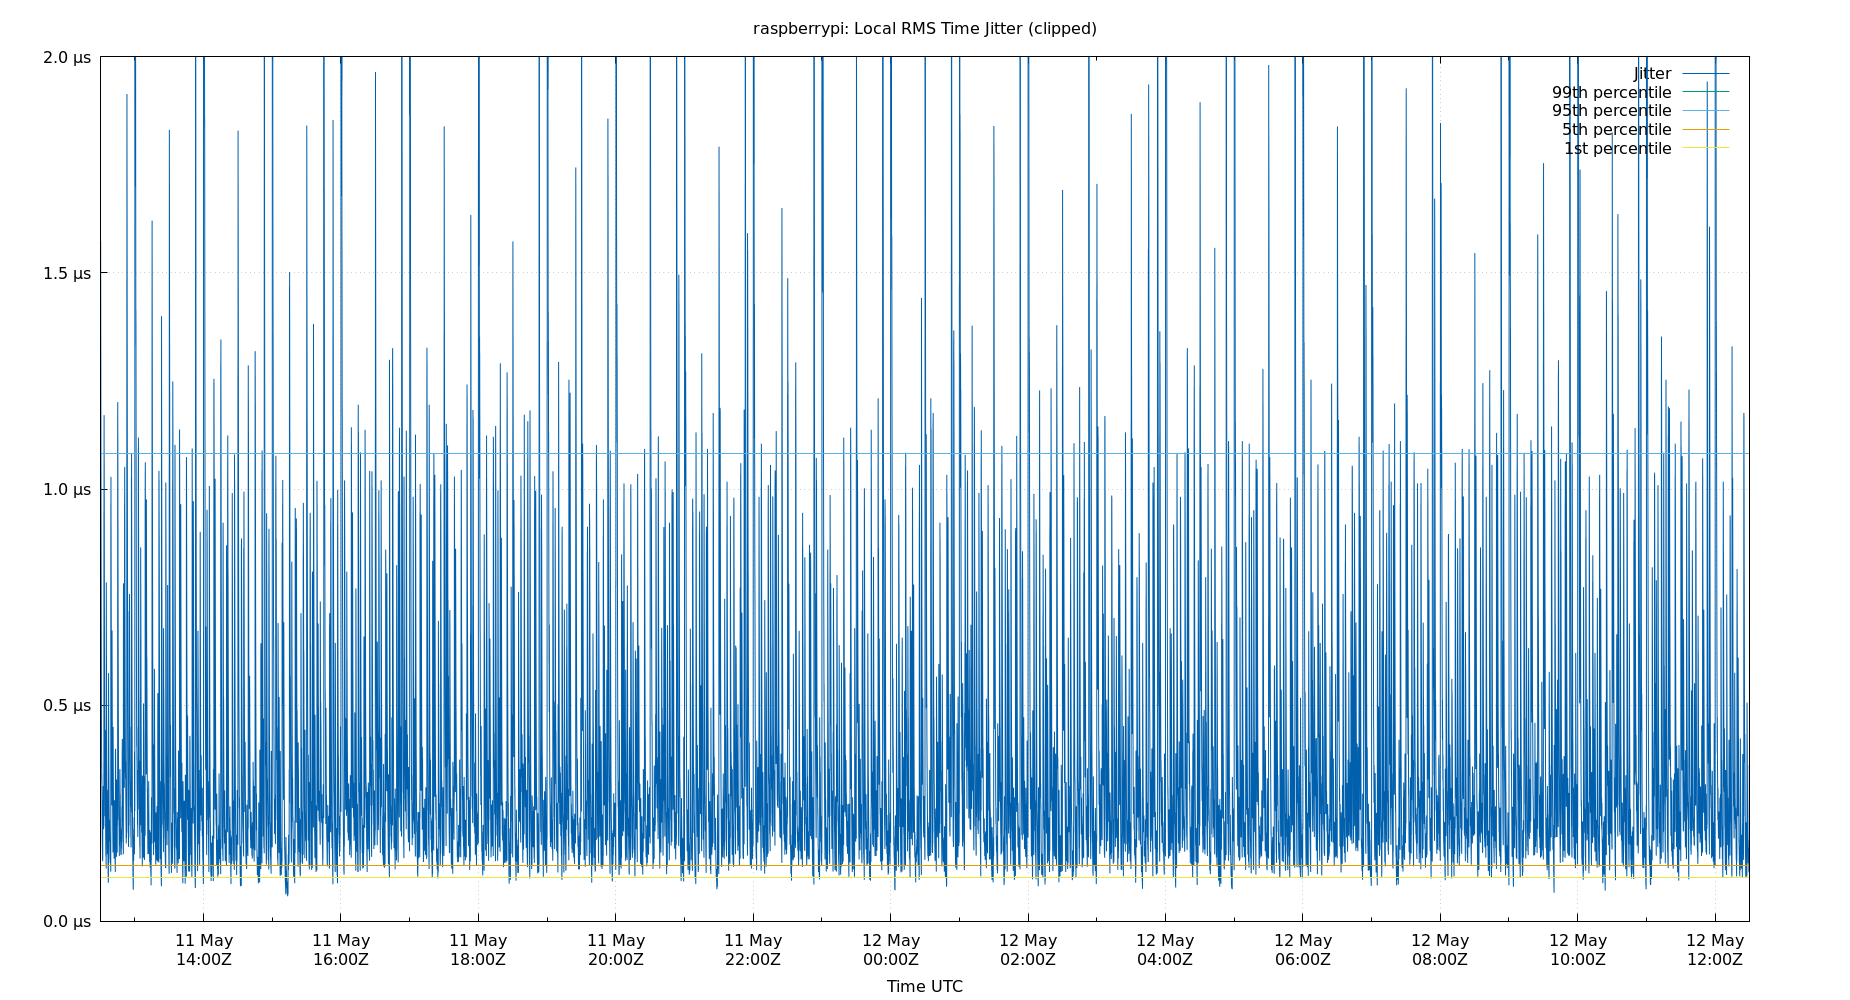 raspberrypi: Local RMS Time Jitter (clipped)
2.0 μs
1.5 μs
1.0 μs
0.5 μs
0.0 μs
Jitter
99th percentile
95th percentile
5th percentile
1st percentile
11 May 11 May 11 May 11 May 11 May 12 May 12 May 12 May 12 May 12 May 12 May 12 May
14:00Z 16:00Z 18:00Z 20:00Z 22:00Z 00:00Z 02:00Z 04:00Z 06:00Z 08:00Z 10:00Z 12:00Z
Time UTC